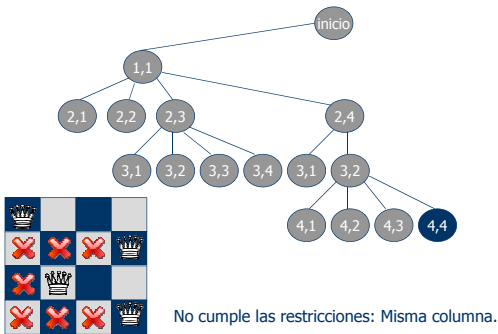 inicio
1,1
2,1 2,2 2,3 2,4
3,1 3,2 3,3 3,4 3,1 3,2
4,1 4,2 4,3 4,4
No cumple las restricciones: Misma columna.